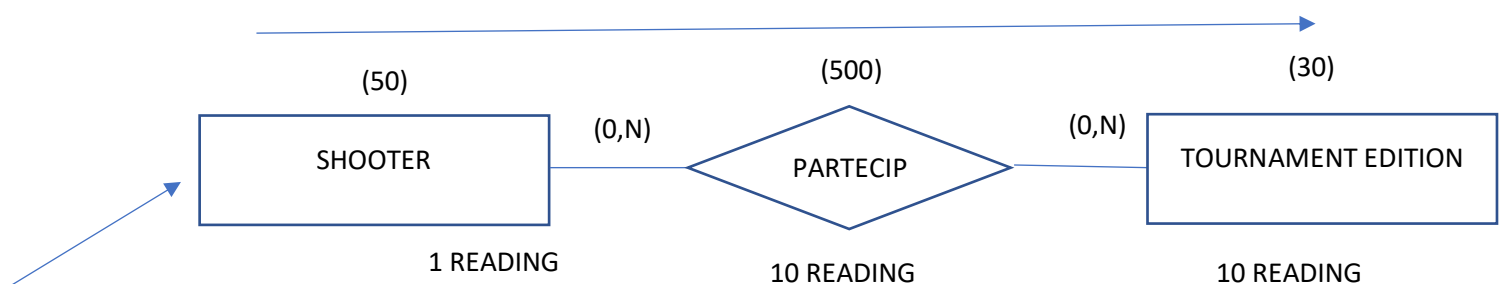 (50)
(500)
(30)
(0,N)
(0,N)
SHOOTER
PARTECIP
TOURNAMENT EDITION
1 READING
10 READING
10 READING